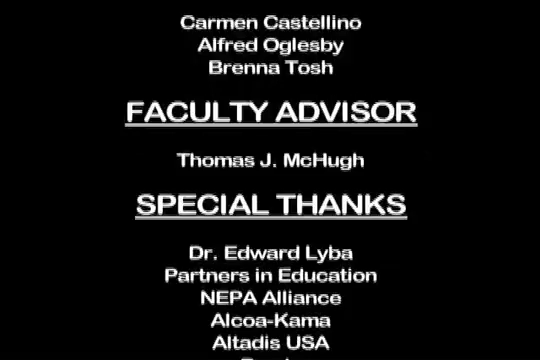 Carmen Castellino
Alfred Oglesby
Brenna Tosh
FACULTY ADVISOR
Thomas J. McHugh
SPECIAL THANKS
Dr. Edward Lyba
Partners in Education
NEPA Alliance
Alcoa-Kama
Altadis USA